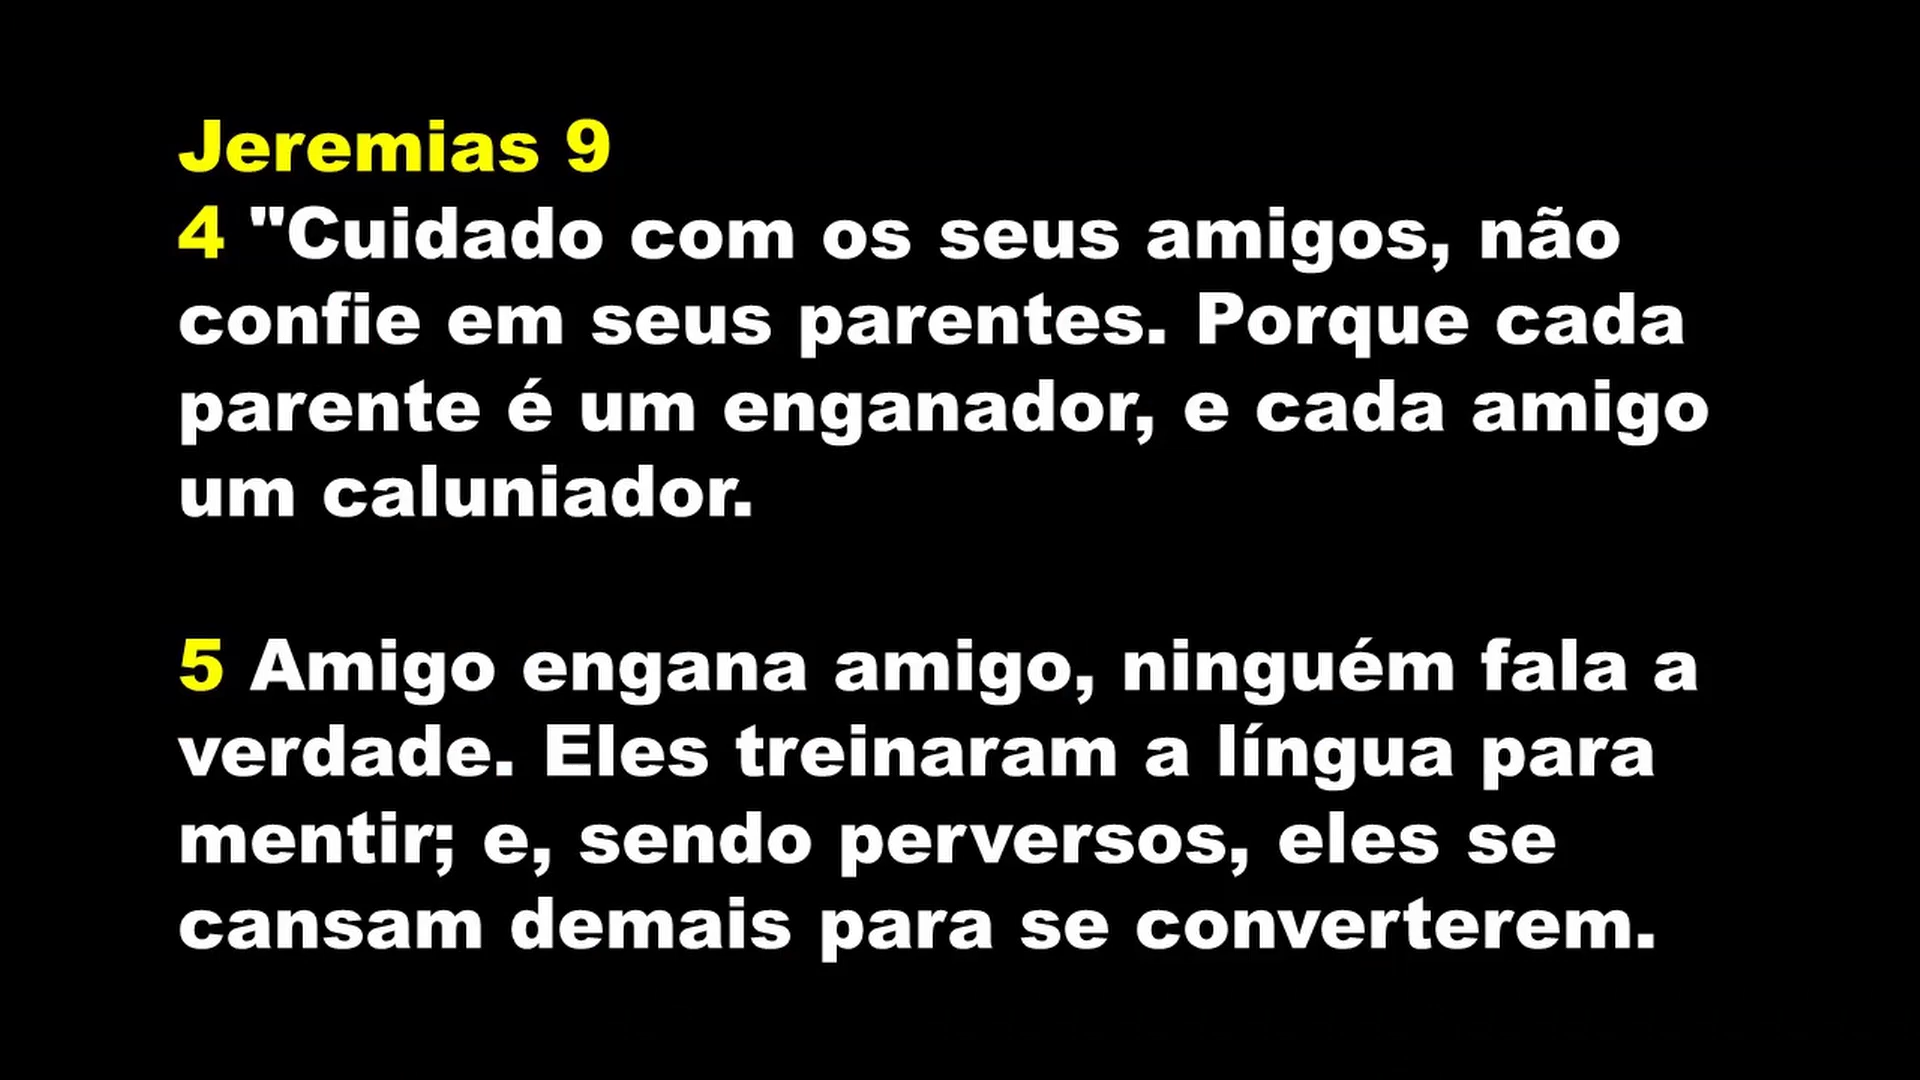 Jeremias 9
4 "Cuidado com os seus amigos, não
confie em seus parentes. Porque cada
parente é um enganador, e cada amigo
um caluniador.
5 Amigo engana amigo, ninguém fala a
verdade. Eles treinaram a língua para
mentir; e, sendo perversos, eles se
cansam demais para se converterem.